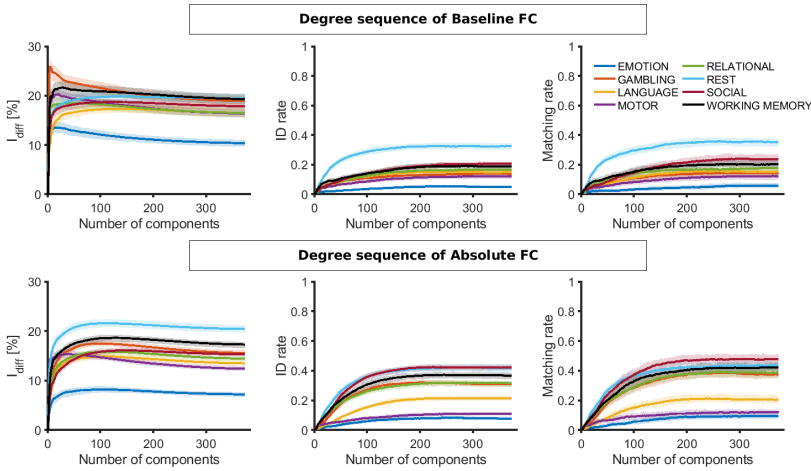 Degree sequence of Baseline FC
30
20
10
0
I_diff [%]
0 100 200 300
Number of components
1
0.8
0.6
0.4
0.2
0
ID rate
0 100 200 300
Number of components
1
0.8
0.6
0.4
0.2
0
Matching rate
EMOTION RELATIONAL
GAMBLING REST
LANGUAGE SOCIAL
MOTOR WORKING MEMORY
0 100 200 300
Number of components
Degree sequence of Absolute FC
30
20
10
0
I_diff [%]
0 100 200 300
Number of components
1
0.8
0.6
0.4
0.2
0
ID rate
0 100 200 300
Number of components
1
0.8
0.6
0.4
0.2
0
Matching rate
0 100 200 300
Number of components